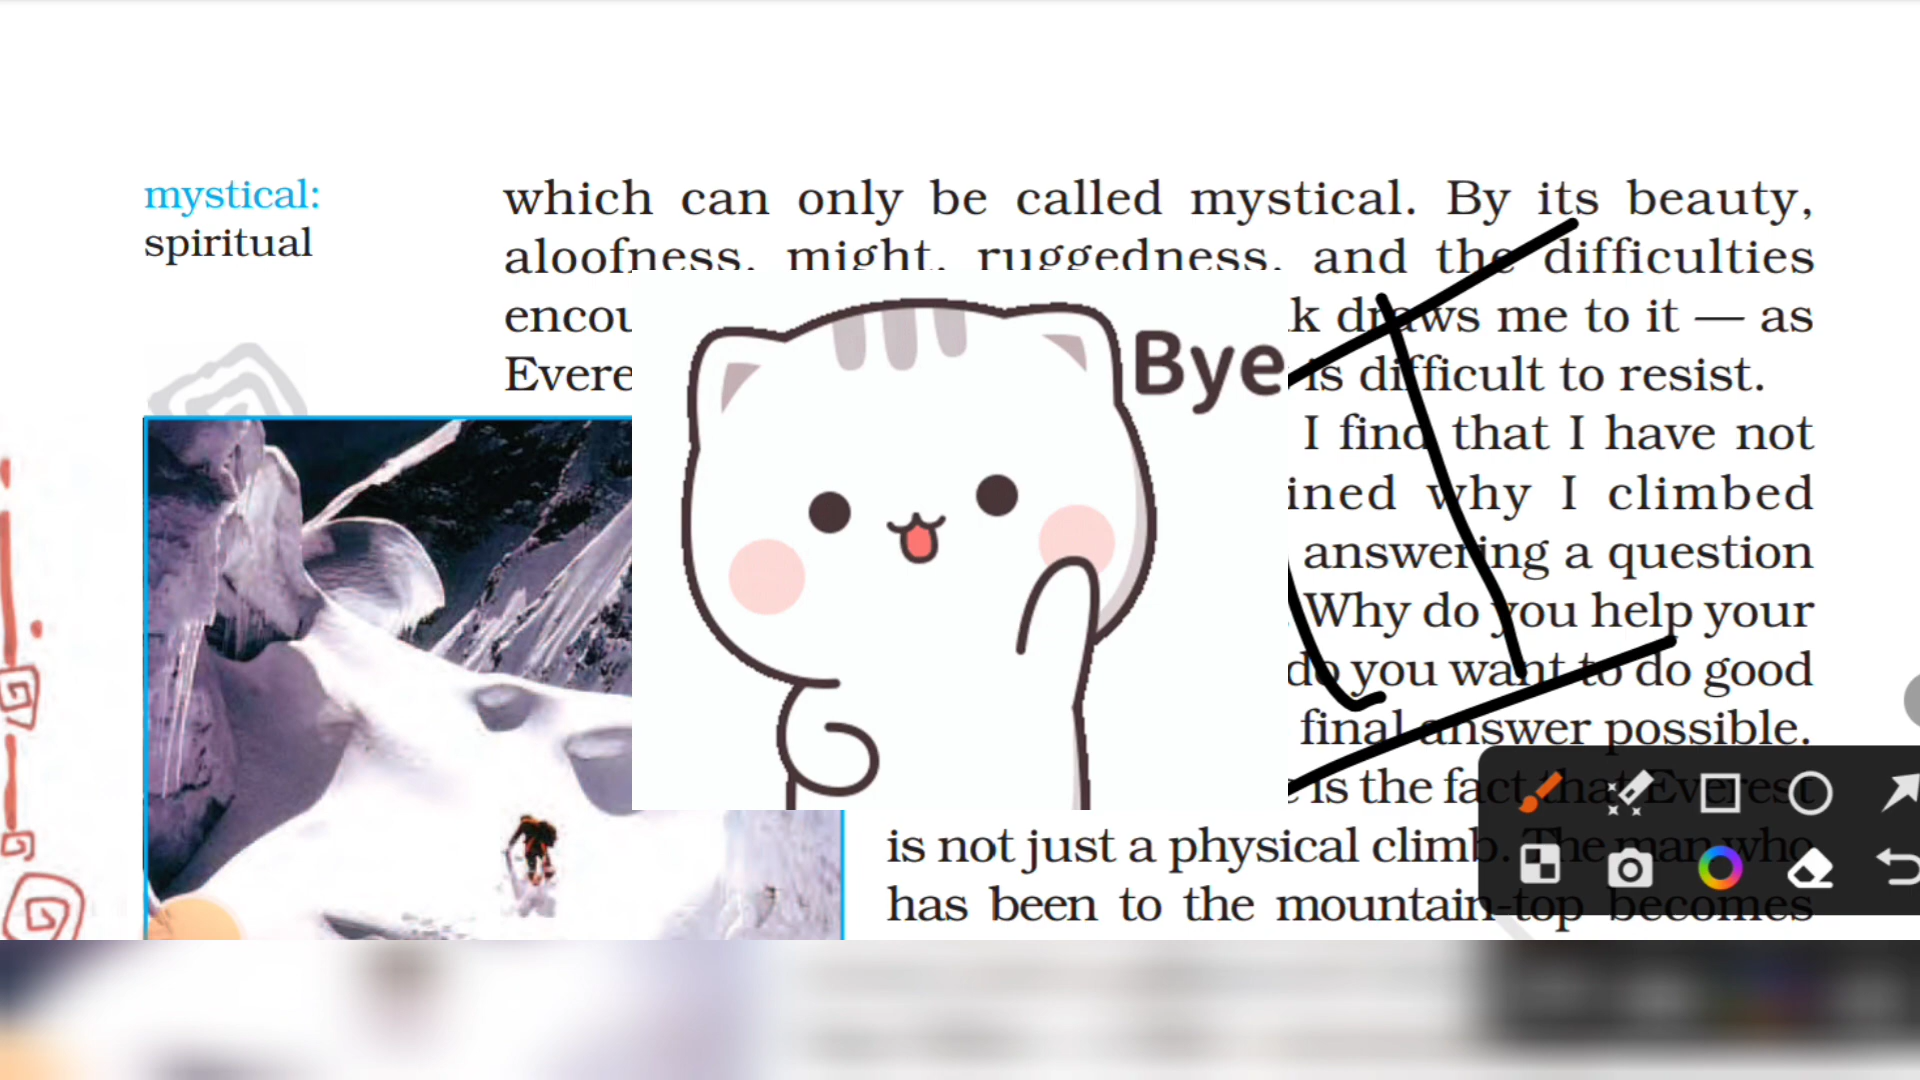 mystical:
spiritual
which can only be called mystical. By its beauty,
aloofness, might, ruggedness, and the difficulties
draws me to it — as
is difficult to resist.
I find that I have not
why I climbed
answering a question
Why do you help your
do you want to do good
final answer possible.
is the fact that Everest
is not just a physical climb. The man who
has been to the mountain-top becomes
Bye